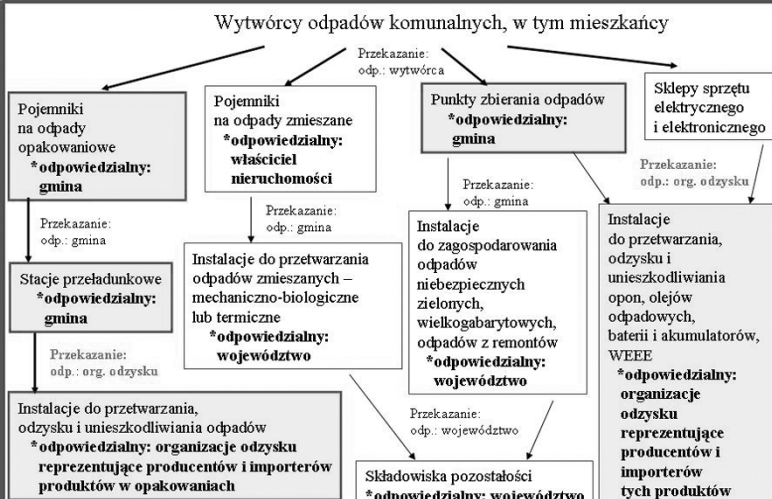 Wytwórcy odpadów komunalnych, w tym mieszkańcy
Przekazanie:
odp.: wytwórca
Pojemniki
na odpady
opakowaniowe
*odpowiedzialny:
gmina
Pojemniki
na odpady zmieszane
*odpowiedzialny:
właściciel
nieruchomości
Punkty zbierania odpadów
*odpowiedzialny:
gmina
Sklepy sprzętu
elektrycznego
i elektronicznego
Przekazanie:
odp.: gmina
Przekazanie:
odp.: gmina
Przekazanie:
odp.: gmina
Przekazanie:
odp.: org. odzysku
Stacje przeładunkowe
*odpowiedzialny:
gmina
Instalacje do przetwarzania
odpadów zmieszanych –
mechaniczno-biologiczne
lub termiczne
*odpowiedzialny:
województwo
Instalacje
do zagospodarowania
odpadów
niebezpiecznych
zielonych,
wielkogabarytowych,
odpadów z remontów
*odpowiedzialny:
województwo
Instalacje
do przetwarzania,
odzysku i
unieszkodliwiania
opon, olejów
odpadowych,
baterii i akumulatorów,
WEEE
*odpowiedzialny:
organizacje
odzysku
reprezentujące
producentów i
importerów
tych produktów
Przekazanie:
odp.: org. odzysku
Instalacje do przetwarzania,
odzysku i unieszkodliwiania odpadów
*odpowiedzialny: organizacje odzysku
reprezentujące producentów i importerów
produktów w opakowaniach
Przekazanie:
odp.: województwo
Składowiska pozostałości
*odpowiedzialny: województwo